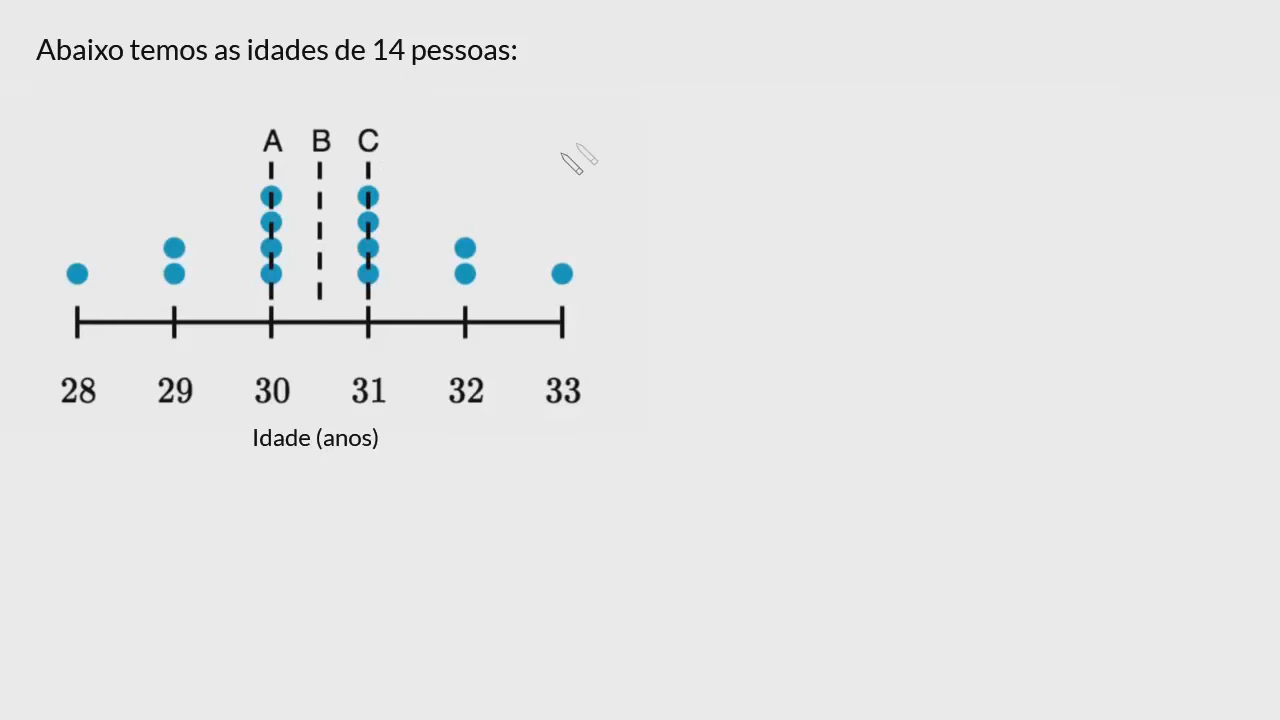 Abaixo temos as idades de 14 pessoas:
A B C
28 29 30 31 32 33
Idade (anos)